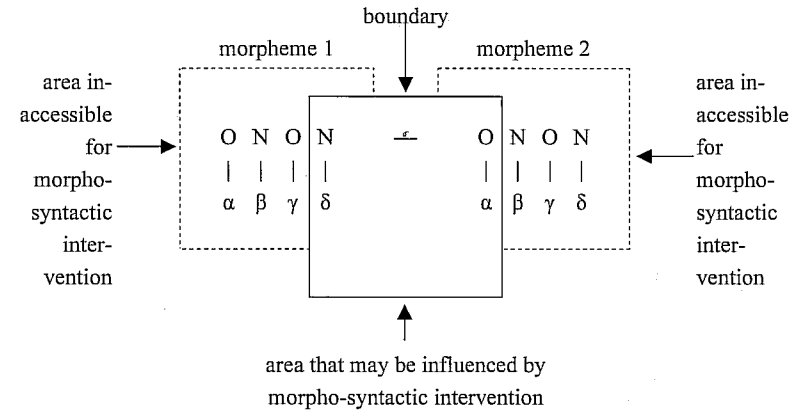 boundary
morpheme 1
morpheme 2
area in-
accessible
for
morpho-
syntactic
inter-
vention
O N O N
α β γ δ
O N O N
α β γ δ
area in-
accessible
for
morpho-
syntactic
inter-
vention
area that may be influenced by
morpho-syntactic intervention